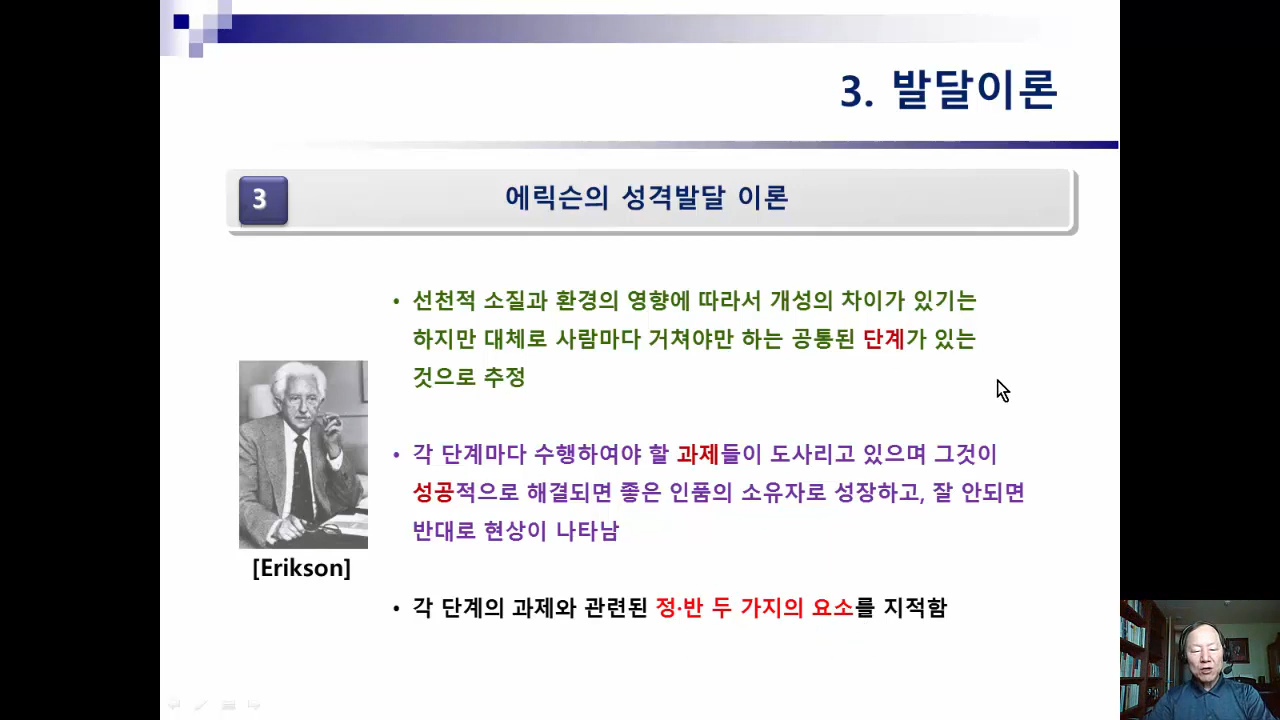 3. 발달이론
3
에릭슨의 성격발달 이론
• 선천적 소질과 환경의 영향에 따라서 개성의 차이가 있기는
하지만 대체로 사람마다 거쳐야만 하는 공통된 단계가 있는
것으로 추정
• 각 단계마다 수행하여야 할 과제들이 도사리고 있으며 그것이
성공적으로 해결되면 좋은 인품의 소유자로 성장하고, 잘 안되면
반대로 현상이 나타남
[Erikson]
• 각 단계의 과제와 관련된 정·반 두 가지의 요소를 지적함